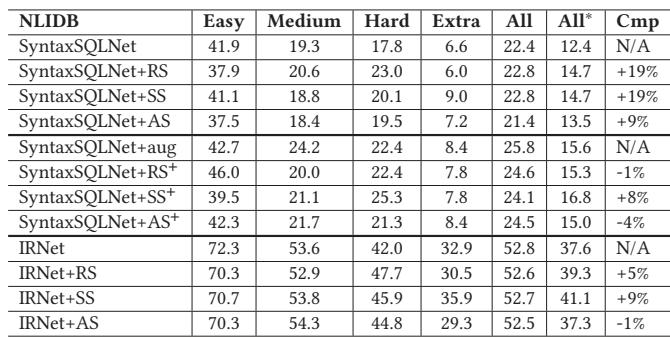 NLIDB Easy Medium Hard Extra All All* Cmp
SyntaxSQLNet 41.9 19.3 17.8 6.6 22.4 12.4 N/A
SyntaxSQLNet+RS 37.9 20.6 23.0 6.0 22.8 14.7 +19%
SyntaxSQLNet+SS 41.1 18.8 20.1 9.0 22.8 14.7 +19%
SyntaxSQLNet+AS 37.5 18.4 19.5 7.2 21.4 13.5 +9%
SyntaxSQLNet+aug 42.7 24.2 22.4 8.4 25.8 15.6 N/A
SyntaxSQLNet+RS⁺ 46.0 20.0 22.4 7.8 24.6 15.3 -1%
SyntaxSQLNet+SS⁺ 39.5 21.1 25.3 7.8 24.1 16.8 +8%
SyntaxSQLNet+AS⁺ 42.3 21.7 21.3 8.4 24.5 15.0 -4%
IRNet 72.3 53.6 42.0 32.9 52.8 37.6 N/A
IRNet+RS 70.3 52.9 47.7 30.5 52.6 39.3 +5%
IRNet+SS 70.7 53.8 45.9 35.9 52.7 41.1 +9%
IRNet+AS 70.3 54.3 44.8 29.3 52.5 37.3 -1%